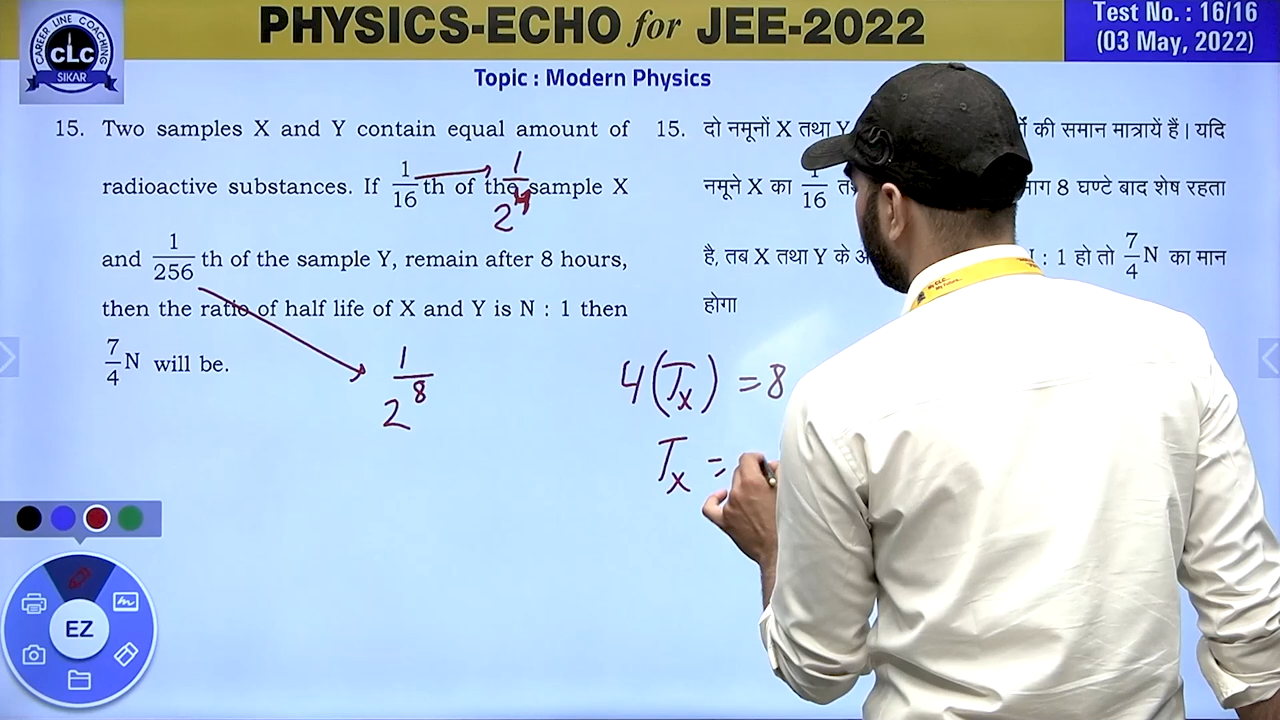 CAREER LINE COACHING
CLC
SIKAR
PHYSICS-ECHO for JEE-2022
Test No. : 16/16
(03 May, 2022)
Topic : Modern Physics
15. Two samples X and Y contain equal amount of
radioactive substances. If 1/16 th of the sample X
1/2^4
and 1/256 th of the sample Y, remain after 8 hours,
then the ratio of half life of X and Y is N : 1 then
7/4 N will be.
1/2^8
15. दो नमूनों X तथा Y की समान मात्रायें हैं। यदि
नमूने X का 1/16 8 घण्टे बाद शेष रहता
है, तब X तथा Y के : 1 हो तो 7/4 N का मान
होगा
4(Tx) = 8
Tx =
EZ